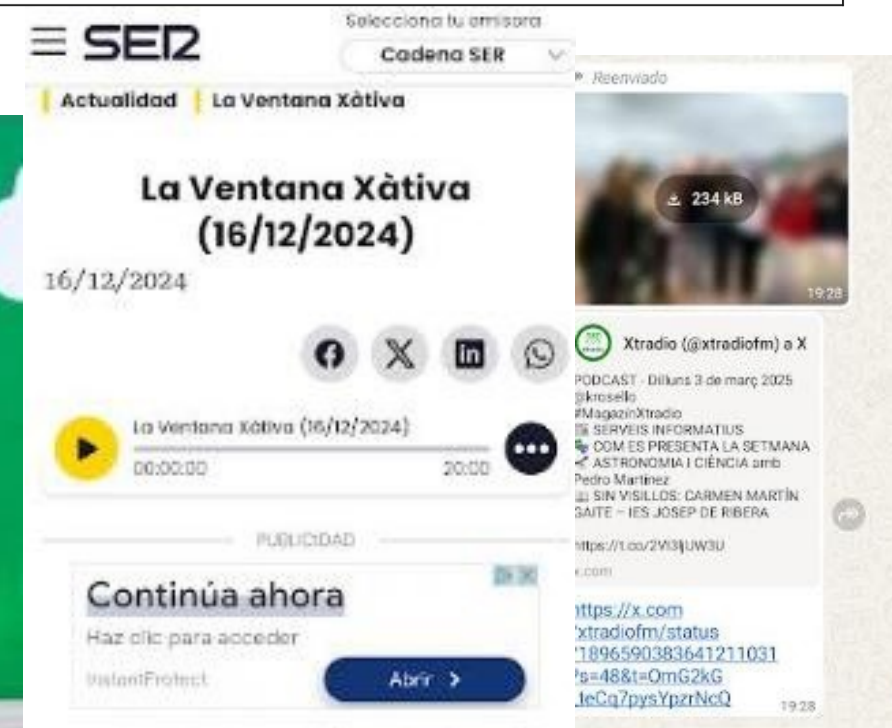 SER
Selecciona tu emisora
Cadena SER
Actualidad
La Ventana Xàtiva
La Ventana Xàtiva
(16/12/2024)
16/12/2024
La Ventana Xàtiva (16/12/2024)
00:00:00
20:00
PUBLICIDAD
Continúa ahora
Haz clic para acceder
InstantProtect
Abrir
Reenviado
234 kB
19:28
Xtradio (@xtradiofm) a X
PODCAST - Dilluns 3 de març 2025
@krosello
#MagazinXtradio
SERVEIS INFORMATIUS
COM ES PRESENTA LA SETMANA
ASTRONOMIA I CIÈNCIA amb
Pedro Martínez
SIN VISILLOS: CARMEN MARTÍN
GAITE – IES JOSEP DE RIBERA
x.com
https://x.com
/xtradiofm/status
/1896590383641211031
?s=48&t=OmG2kG
19:28